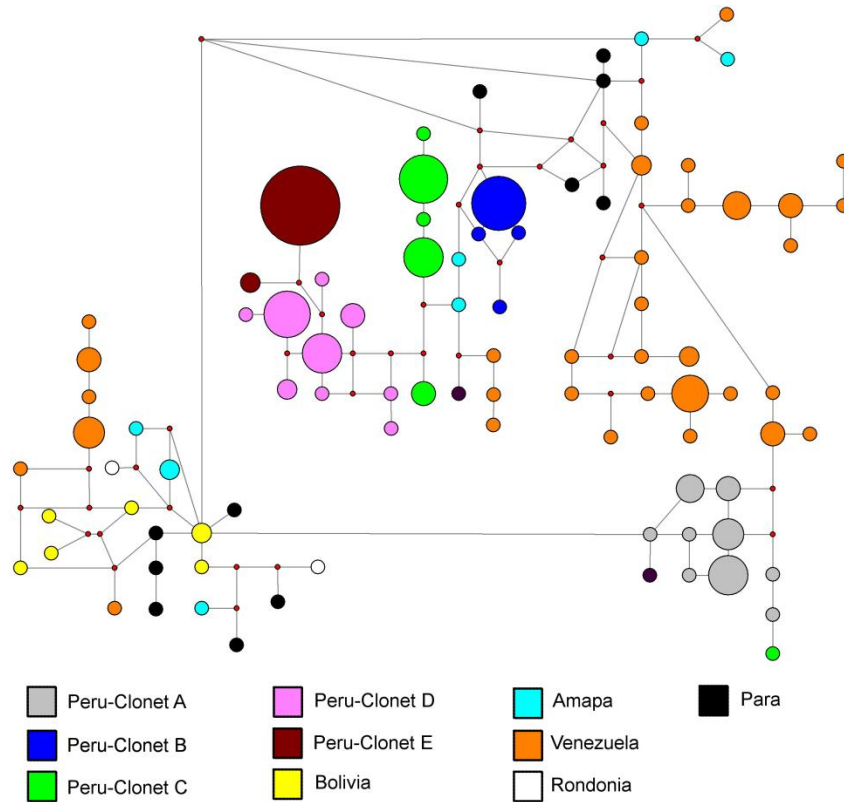 Peru-Clonet A Peru-Clonet D Amapa Para
Peru-Clonet B Peru-Clonet E Venezuela
Peru-Clonet C Bolivia Rondonia